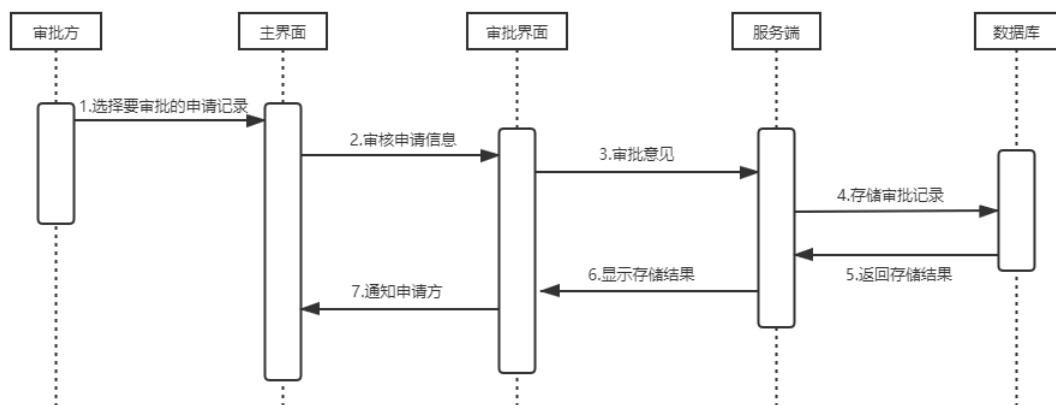 审批方
主界面
审批界面
服务端
数据库
1.选择要审批的申请记录
2.审核申请信息
3.审批意见
4.存储审批记录
5.返回存储结果
6.显示存储结果
7.通知申请方